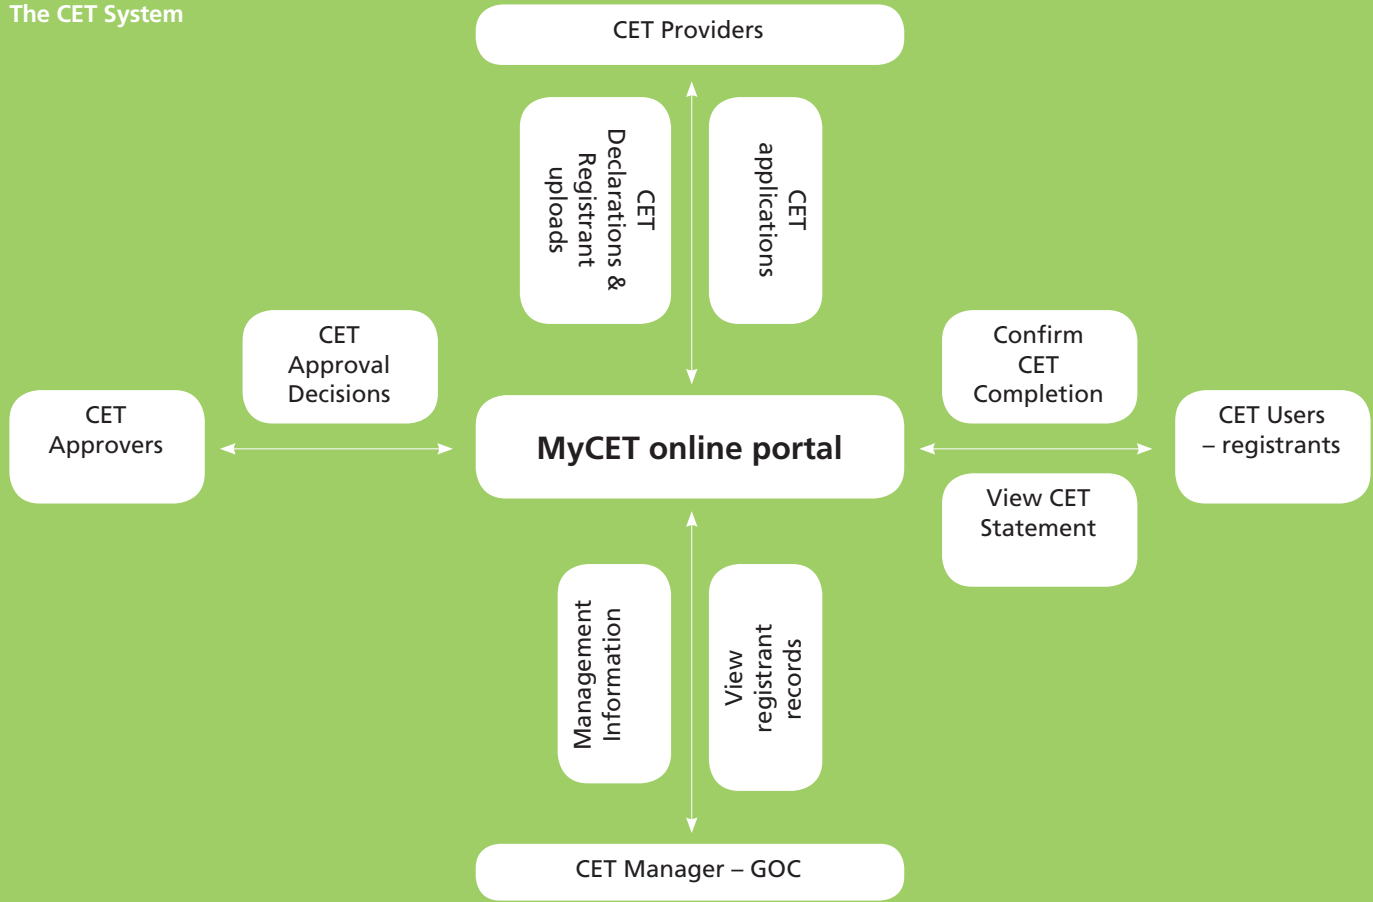 The CET System
CET Providers
CET
Declarations &
Registrant
uploads
CET
applications
CET
Approval
Decisions
Confirm
CET
Completion
CET
Approvers
MyCET online portal
CET Users
– registrants
View CET
Statement
Management
Information
View
registrant
records
CET Manager – GOC